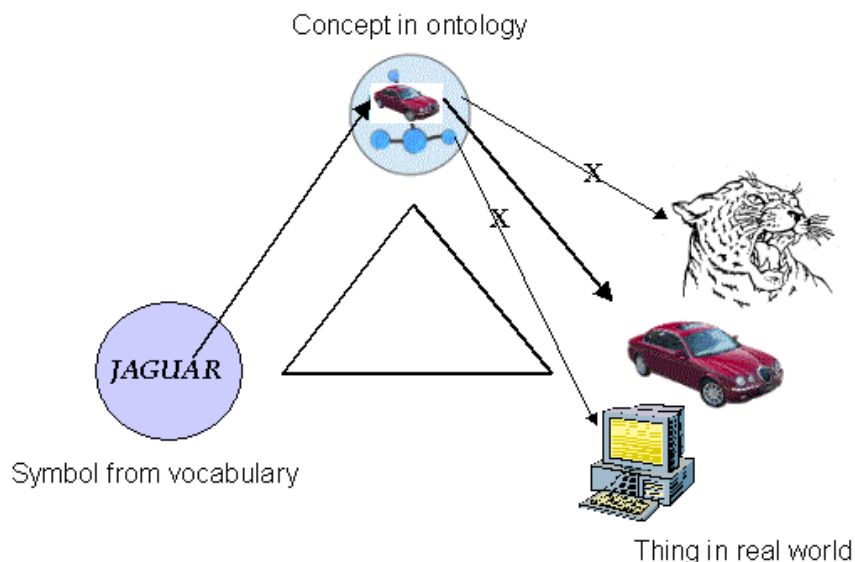 Concept in ontology
X
X
JAGUAR
Symbol from vocabulary
Thing in real world